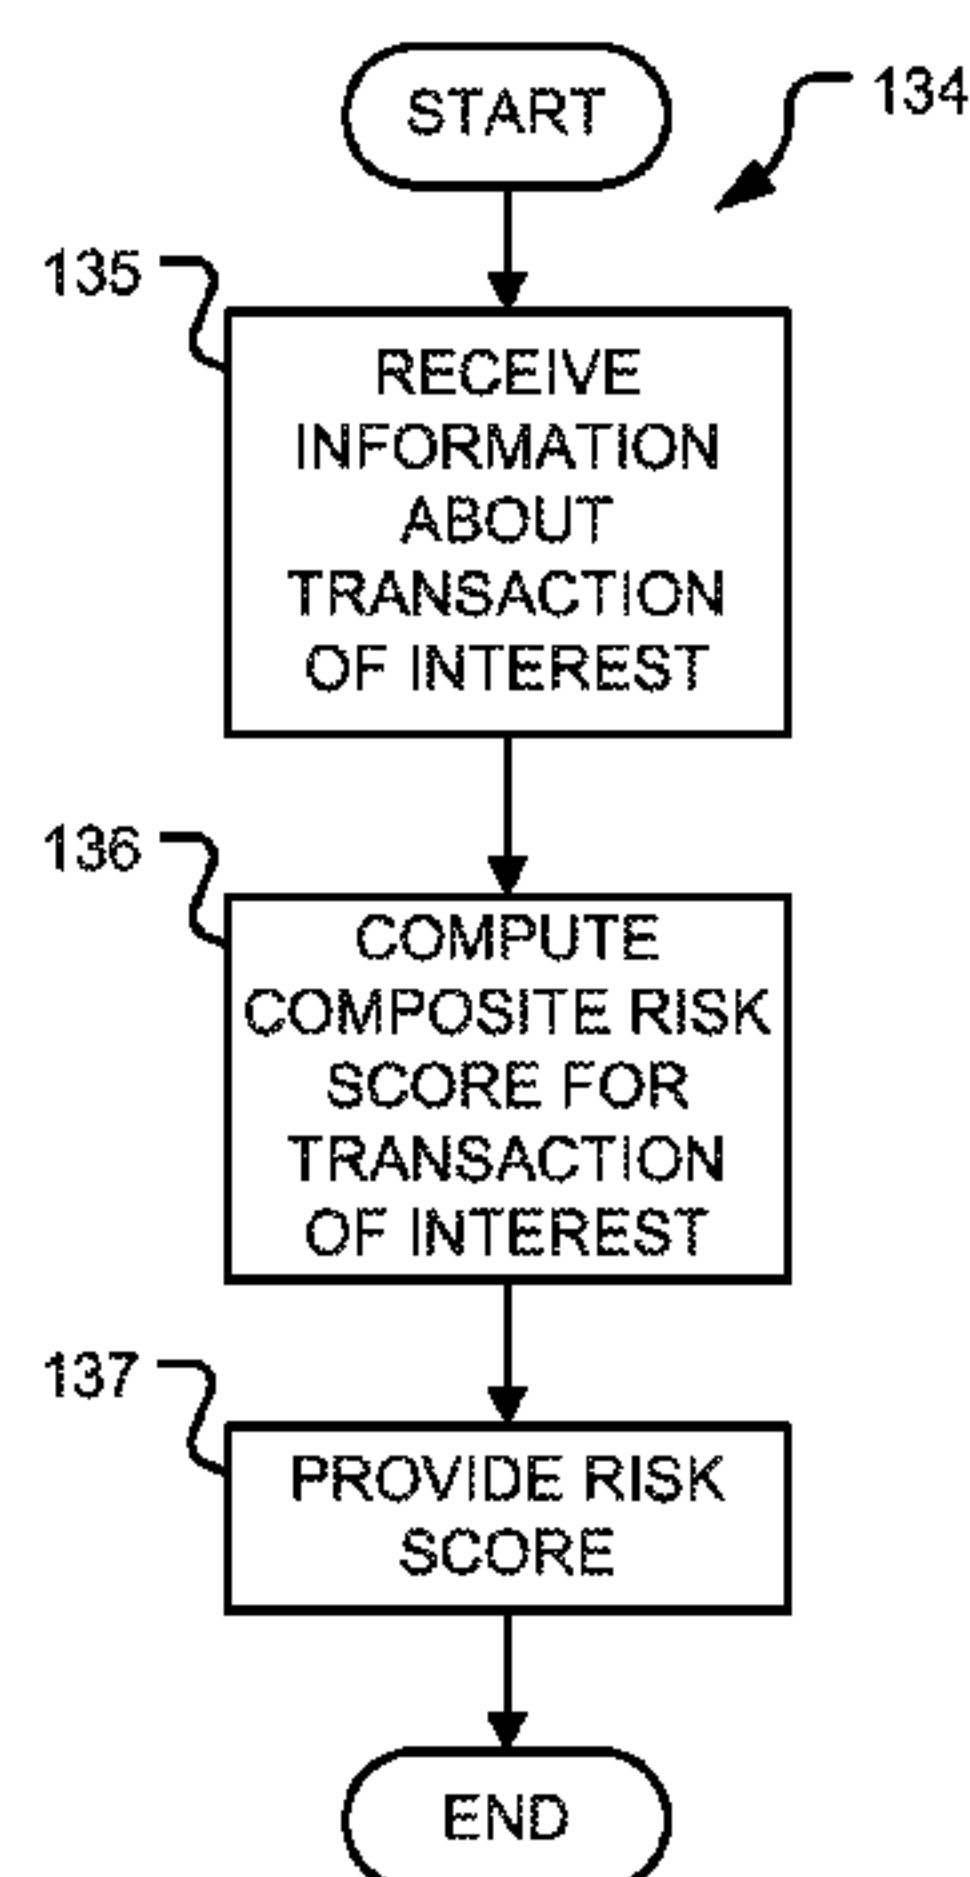 START
134
135
RECEIVE
INFORMATION
ABOUT
TRANSACTION
OF INTEREST
136
COMPUTE
COMPOSITE RISK
SCORE FOR
TRANSACTION
OF INTEREST
137
PROVIDE RISK
SCORE
END